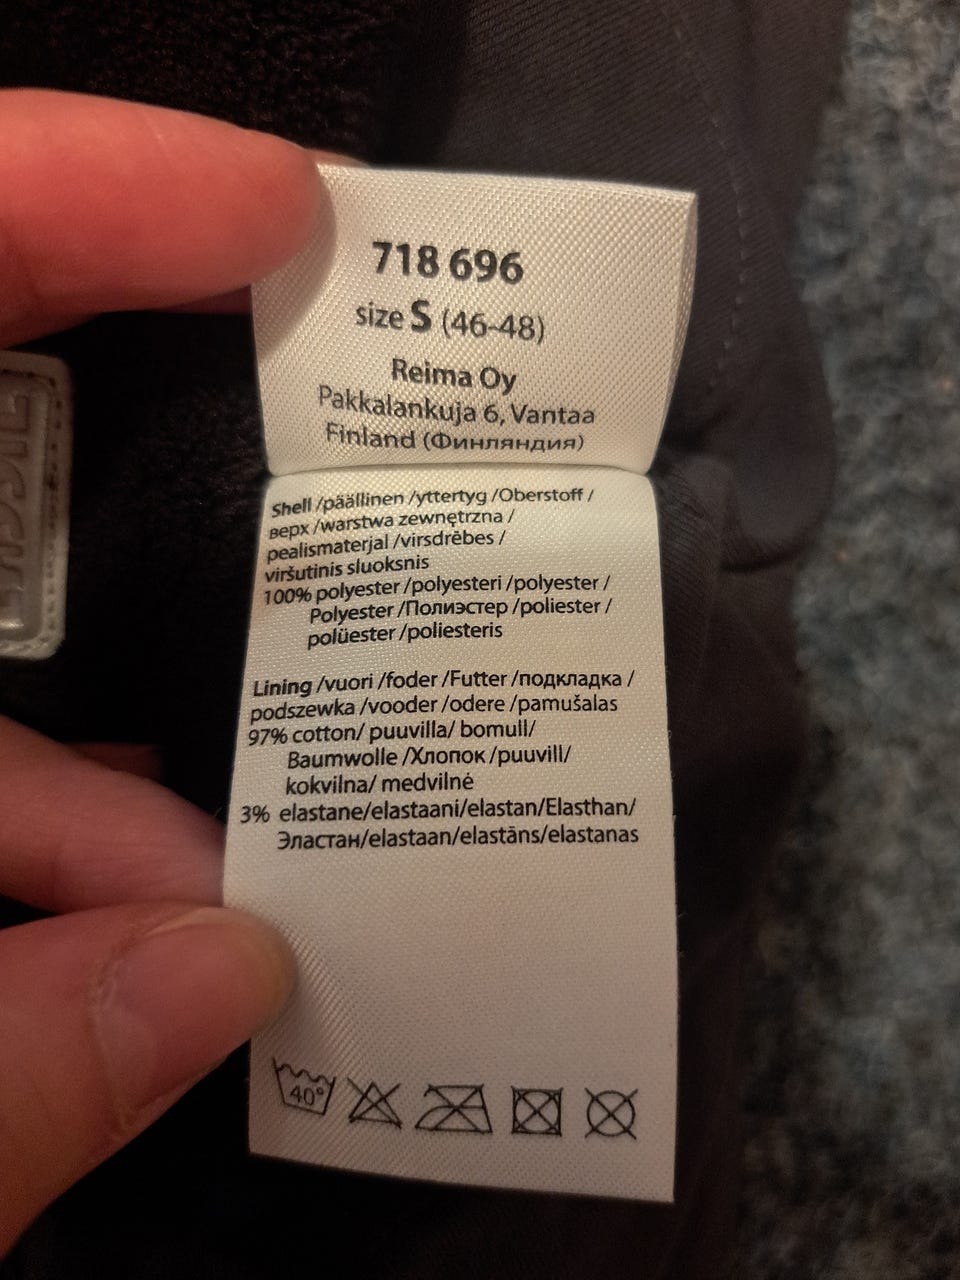 718 696
size S (46-48)
Reima Oy
Pakkalankuja 6, Vantaa
Finland (Финляндия)
Shell /päällinen /yttertyg /Oberstoff /
верх /warstwa zewnętrzna /
pealismaterjal /virsdrēbes /
viršutinis sluoksnis
100% polyester /polyesteri /polyester /
Polyester /Полиэстер /poliester /
polüester /poliesteris
Lining /vuori /foder /Futter /подкладка /
podszewka /vooder /odere /pamušalas
97% cotton/ puuvilla/ bomull/
Baumwolle /Хлопок /puuvill/
kokvilna/ medvilnė
3% elastane/elastaani/elastan/Elasthan/
Эластан/elastaan/elastāns/elastanas
40°